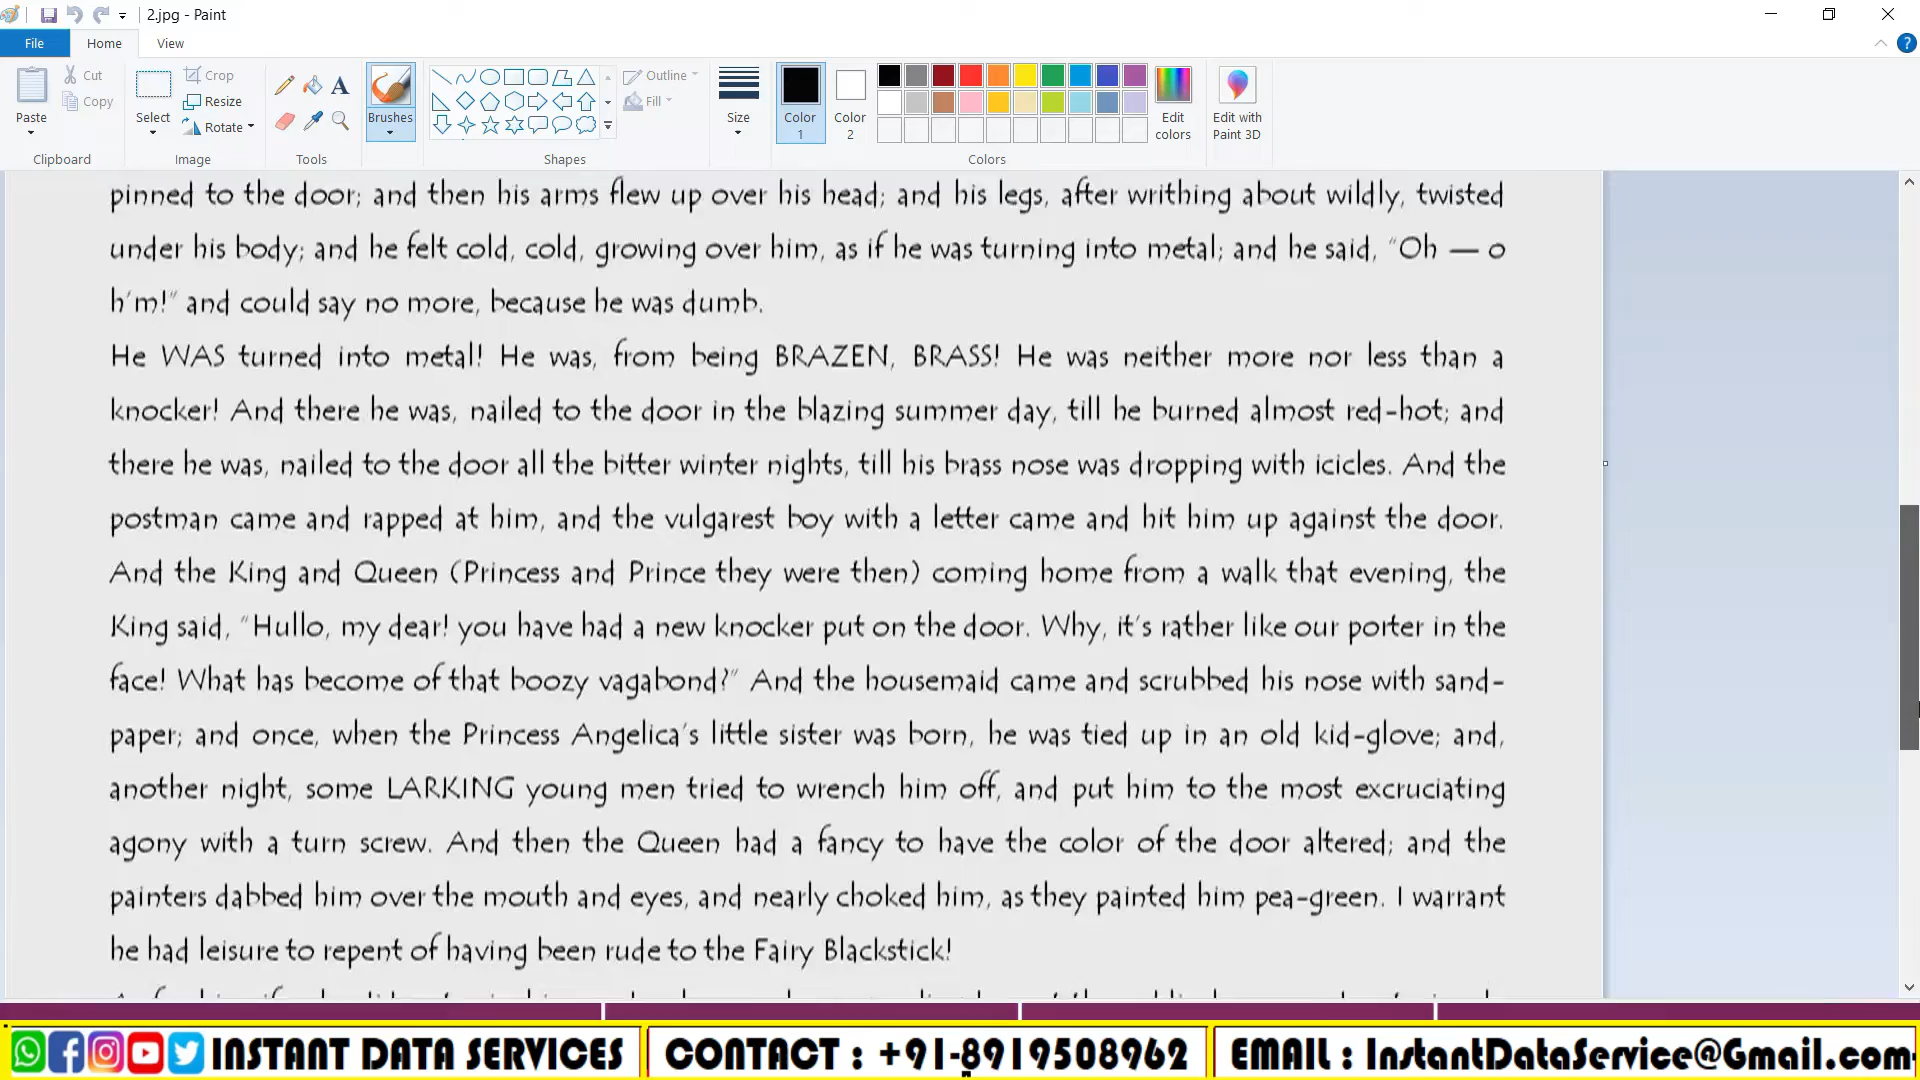 2.jpg - Paint
File Home View
Paste Cut Copy Clipboard
Select Crop Resize Rotate Image
Tools
Brushes
Outline Fill Shapes
Size
Color 1 Color 2 Edit colors Colors
Edit with Paint 3D
pinned to the door; and then his arms flew up over his head; and his legs, after writhing about wildly, twisted
under his body; and he felt cold, cold, growing over him, as if he was turning into metal; and he said, "Oh — o
h'm!" and could say no more, because he was dumb.
He WAS turned into metal! He was, from being BRAZEN, BRASS! He was neither more nor less than a
knocker! And there he was, nailed to the door in the blazing summer day, till he burned almost red-hot; and
there he was, nailed to the door all the bitter winter nights, till his brass nose was dropping with icicles. And the
postman came and rapped at him, and the vulgarest boy with a letter came and hit him up against the door.
And the King and Queen (Princess and Prince they were then) coming home from a walk that evening, the
King said, "Hullo, my dear! you have had a new knocker put on the door. Why, it's rather like our porter in the
face! What has become of that boozy vagabond?" And the housemaid came and scrubbed his nose with sand-
paper; and once, when the Princess Angelica's little sister was born, he was tied up in an old kid-glove; and,
another night, some LARKING young men tried to wrench him off, and put him to the most excruciating
agony with a turn screw. And then the Queen had a fancy to have the color of the door altered; and the
painters dabbed him over the mouth and eyes, and nearly choked him, as they painted him pea-green. I warrant
he had leisure to repent of having been rude to the Fairy Blackstick!
INSTANT DATA SERVICES CONTACT : +91-8919508962 EMAIL : InstantDataService@Gmail.com